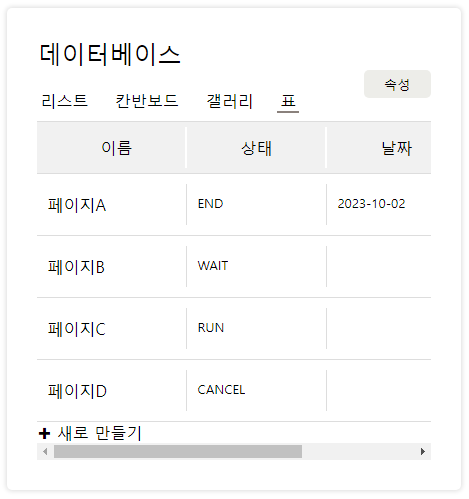 데이터베이스
속성
리스트 칸반보드 갤러리 표
이름 상태 날짜
페이지A END 2023-10-02
페이지B WAIT
페이지C RUN
페이지D CANCEL
+ 새로 만들기